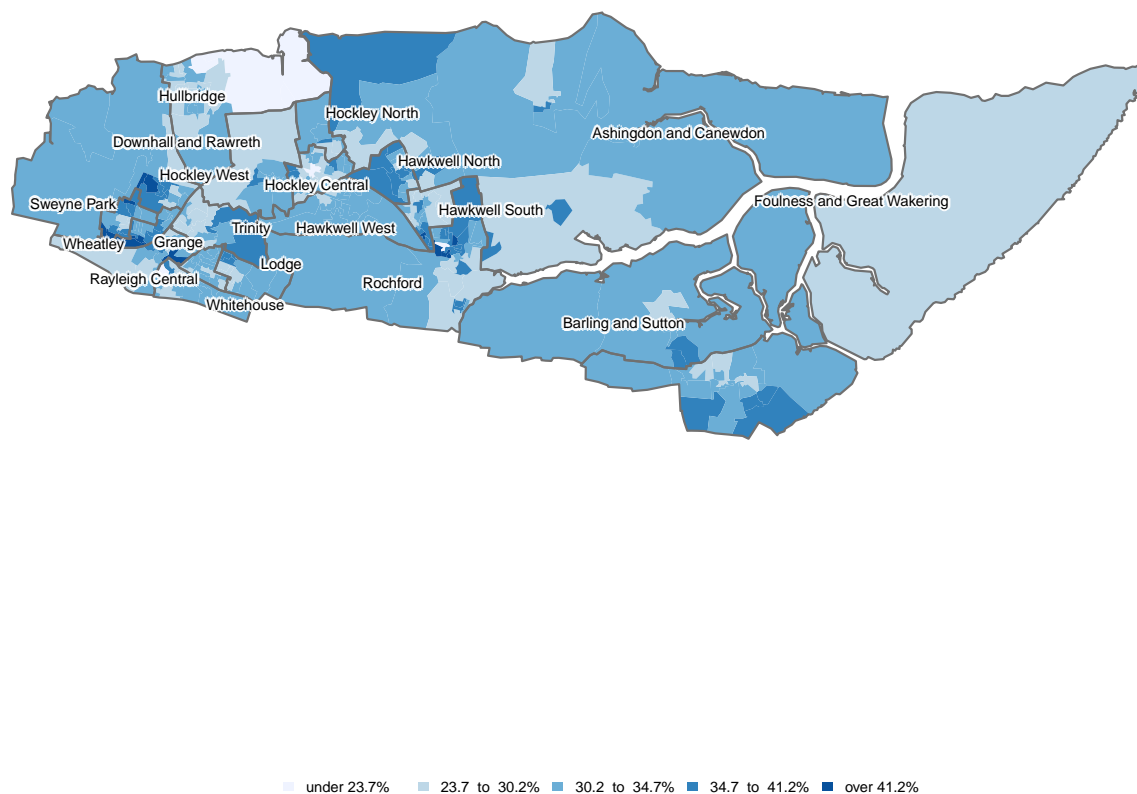 Hullbridge
Hockley North
Ashingdon and Canewdon
Downhall and Rawreth
Hawkwell North
Hockley West
Hockley Central
Sweyne Park
Foulness and Great Wakering
Hawkwell South
Trinity
Hawkwell West
Wheatley
Grange
Lodge
Rayleigh Central
Rochford
Whitehouse
Barling and Sutton
under 23.7% 23.7 to 30.2% 30.2 to 34.7% 34.7 to 41.2% over 41.2%